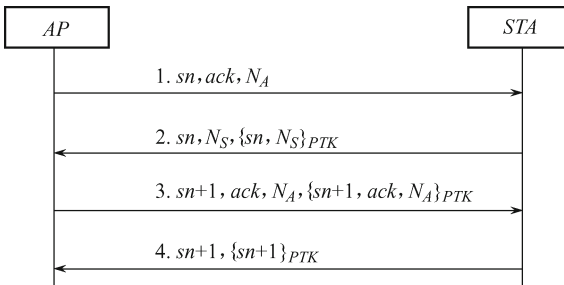 AP
STA
1. sn, ack, N_A
2. sn, N_S, {sn, N_S}_PTK
3. sn+1, ack, N_A, {sn+1, ack, N_A}_PTK
4. sn+1, {sn+1}_PTK